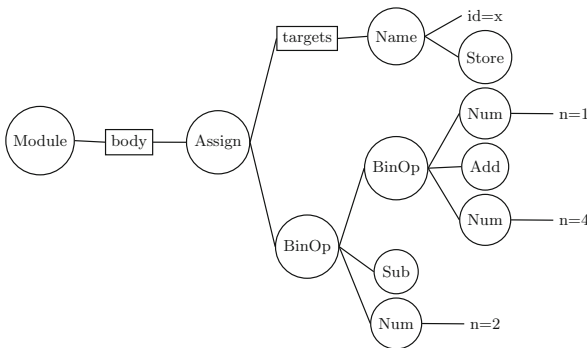 id=x
targets
Name
Store
Num
n=1
Module
body
Assign
BinOp
Add
Num
n=4
BinOp
Sub
Num
n=2